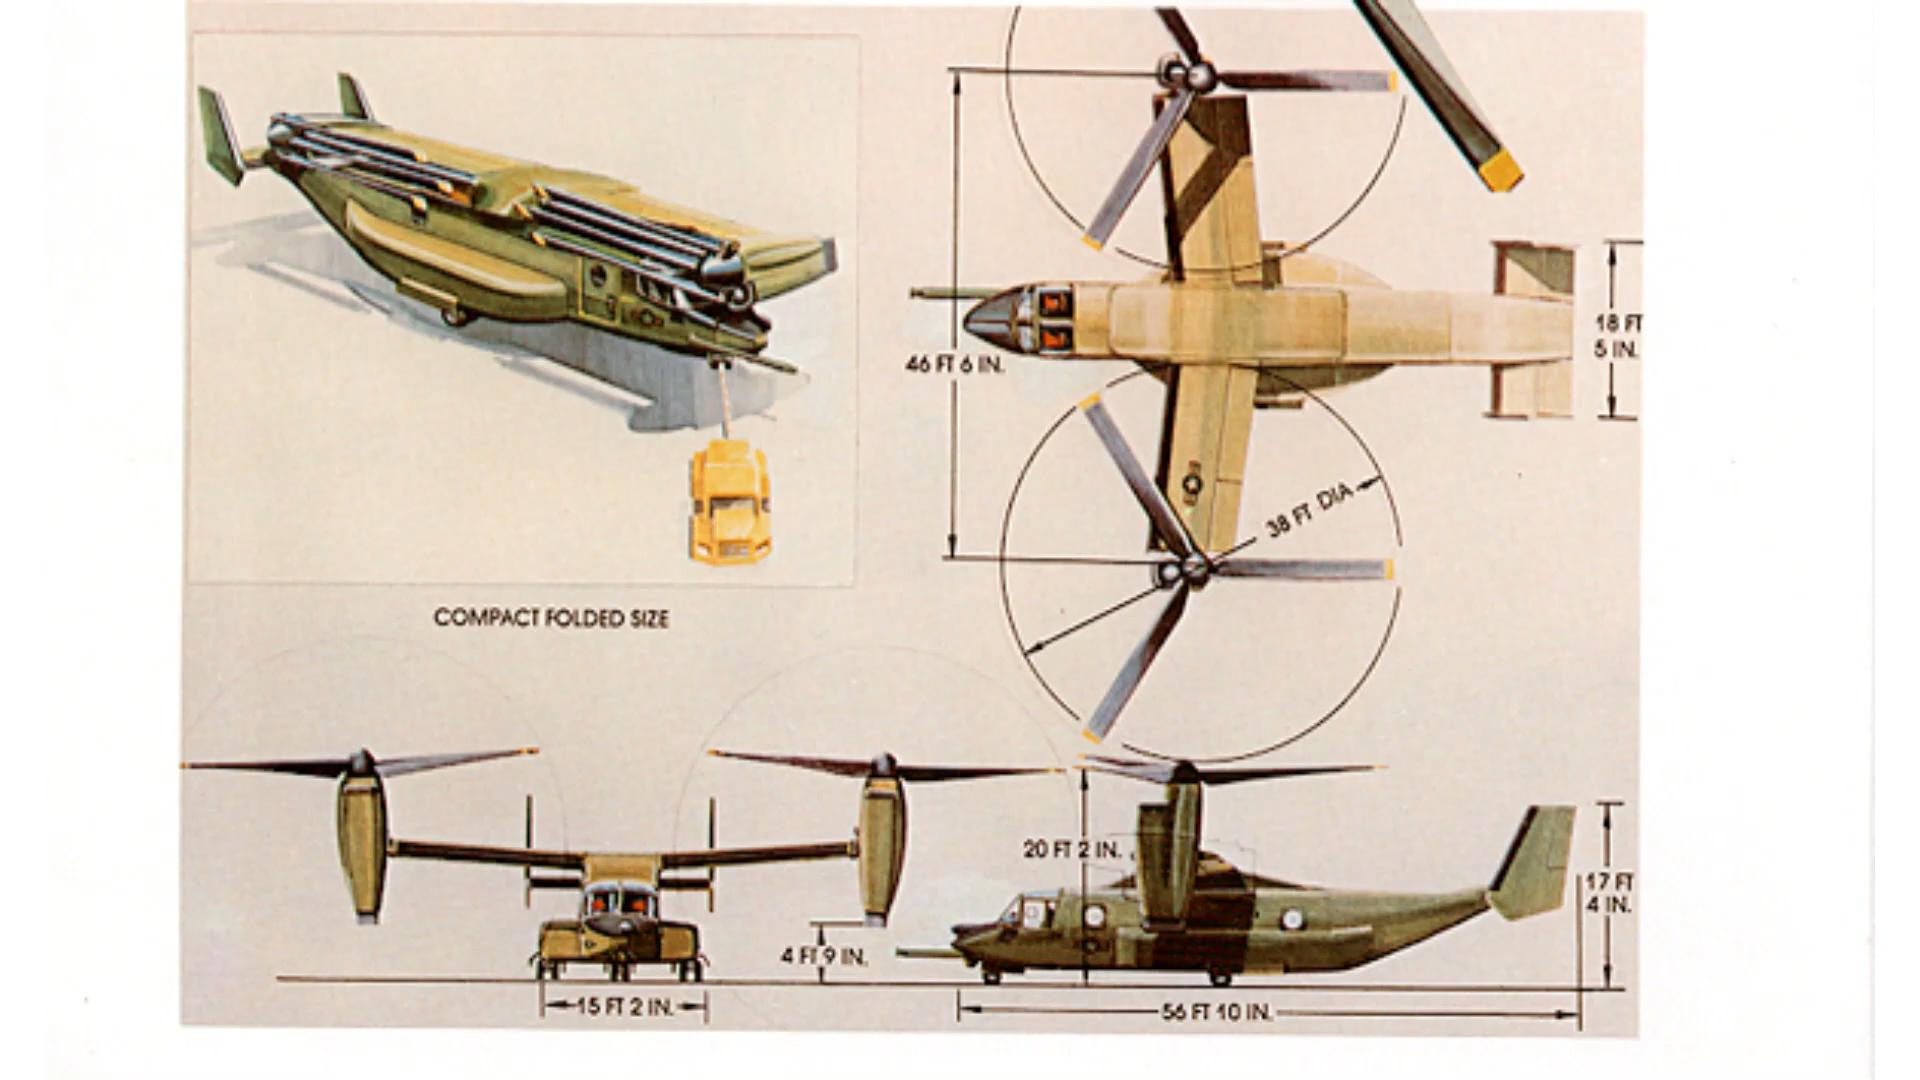 46 FT 6 IN.
18 FT
5 IN.
38 FT DIA
COMPACT FOLDED SIZE
20 FT 2 IN.
17 FT
4 IN.
4 FT 9 IN.
15 FT 2 IN.
56 FT 10 IN.